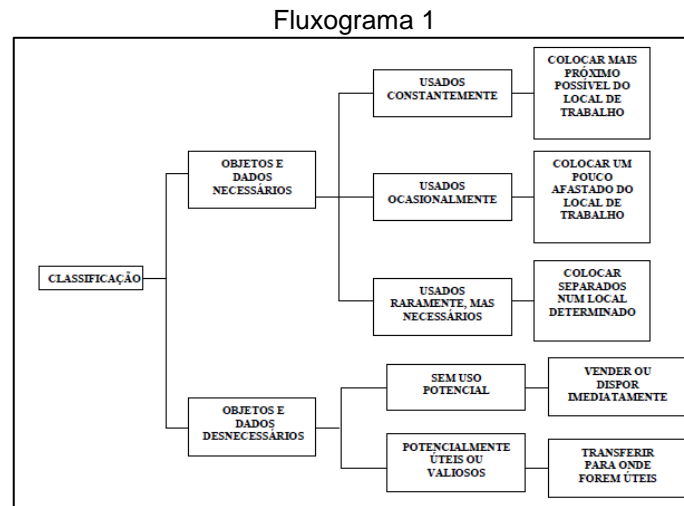 Fluxograma 1
CLASSIFICAÇÃO
OBJETOS E
DADOS
NECESSÁRIOS
USADOS
CONSTANTEMENTE
COLOCAR MAIS
PRÓXIMO
POSSÍVEL DO
LOCAL DE
TRABALHO
USADOS
OCASIONALMENTE
COLOCAR UM
POUCO
AFASTADO DO
LOCAL DE
TRABALHO
USADOS
RARAMENTE, MAS
NECESSÁRIOS
COLOCAR
SEPARADOS
NUM LOCAL
DETERMINADO
OBJETOS E
DADOS
DESNECESSÁRIOS
SEM USO
POTENCIAL
VENDER OU
DISPOR
IMEDIATAMENTE
POTENCIALMENTE
ÚTEIS OU
VALIOSOS
TRANSFERIR
PARA ONDE
FOREM ÚTEIS